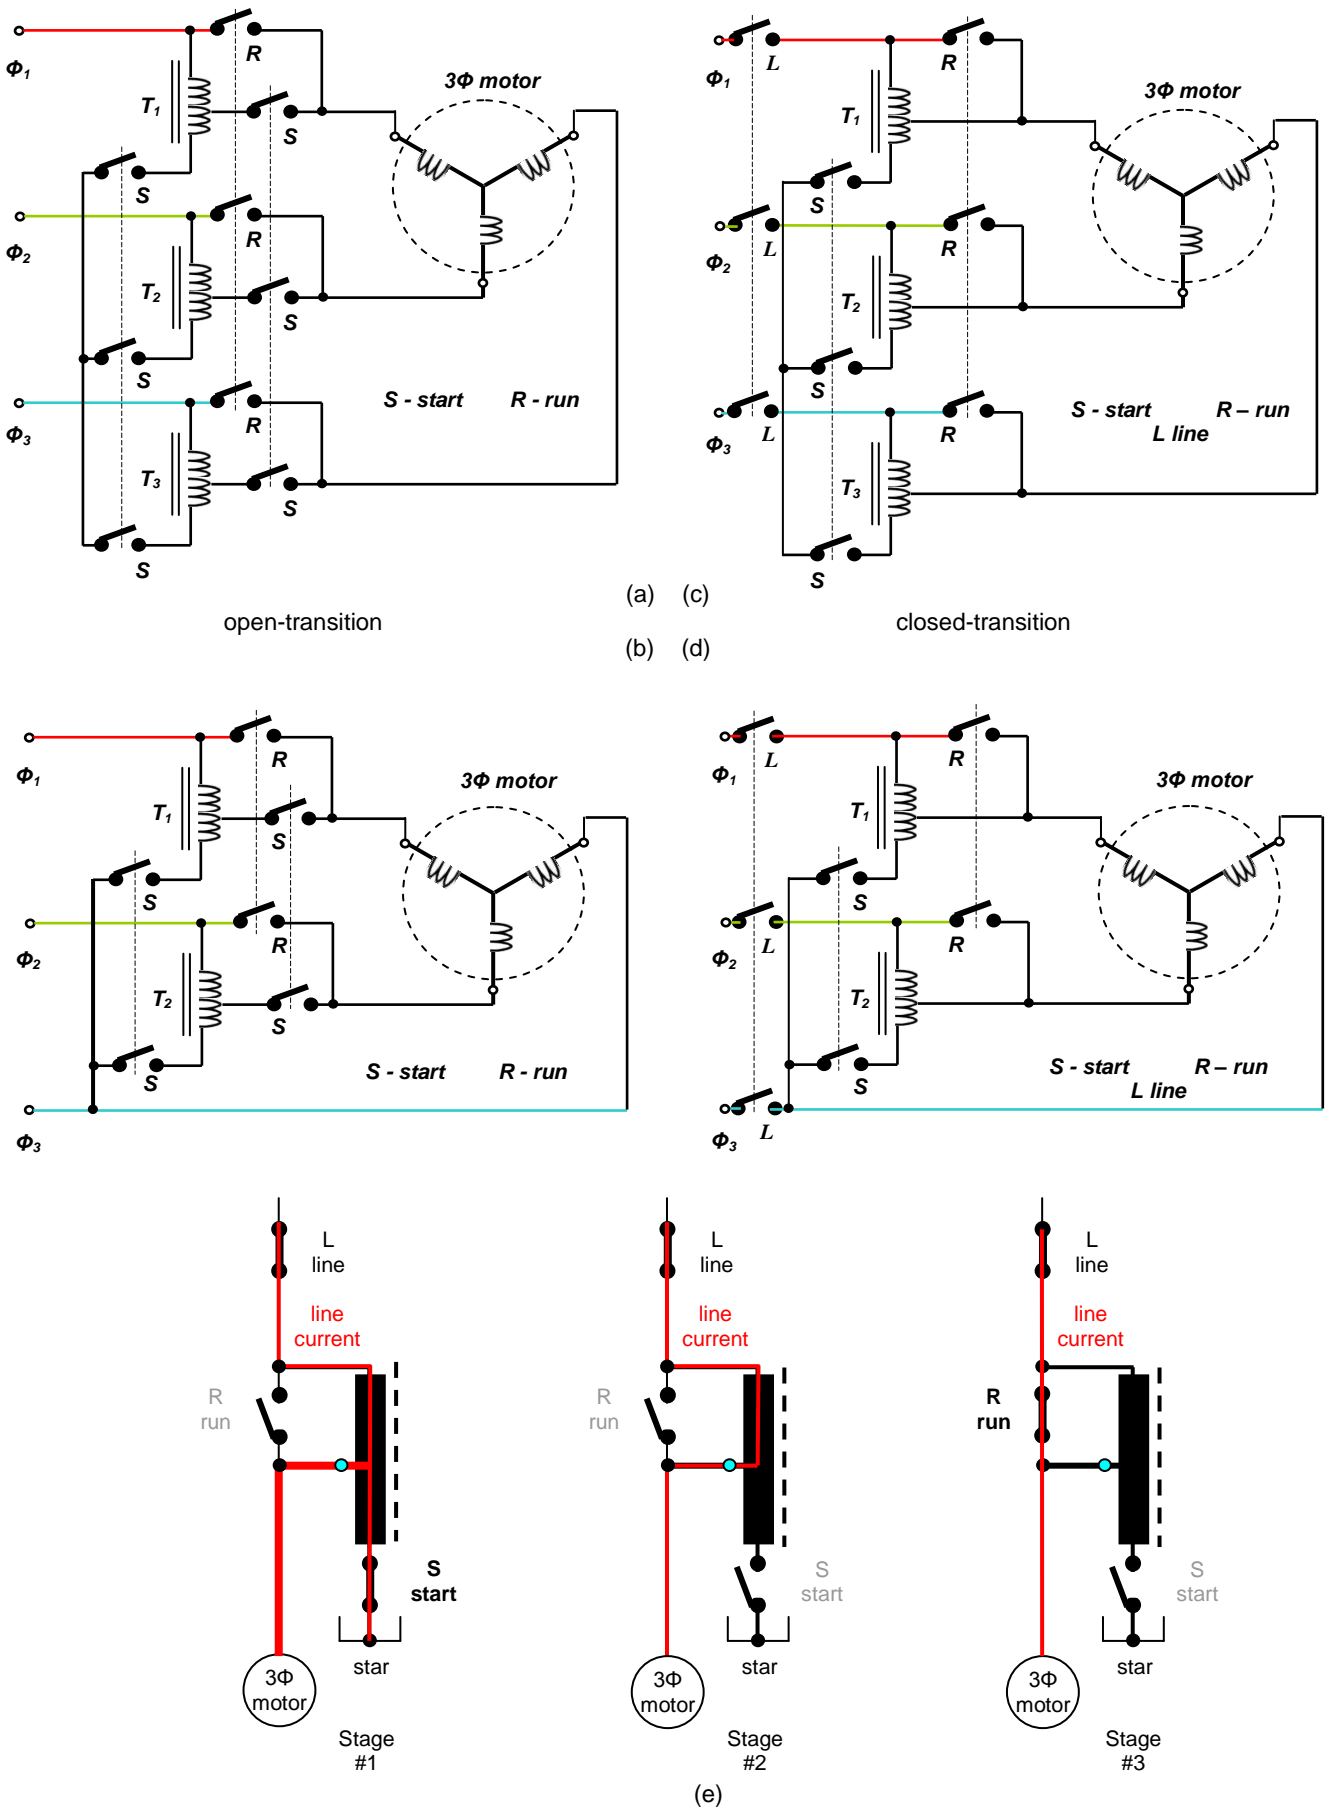 Φ1
R
T1
S
S
3Φ motor
Φ2
R
T2
S
S
S - start R - run
Φ3
R
T3
S
S
Φ1
L
R
T1
S
3Φ motor
Φ2
L
R
T2
S
S - start R – run
L line
Φ3
L
R
T3
S
(a) (c)
open-transition closed-transition
(b) (d)
Φ1
R
T1
S
S
3Φ motor
Φ2
R
T2
S
S
S - start R - run
Φ3
Φ1
L
R
T1
S
3Φ motor
Φ2
L
R
T2
S
S - start R – run
L line
Φ3
L
L
line
line
current
R
run
S
start
star
3Φ
motor
Stage
#1
L
line
line
current
R
run
S
start
star
3Φ
motor
Stage
#2
L
line
line
current
R
run
S
start
star
3Φ
motor
Stage
#3
(e)